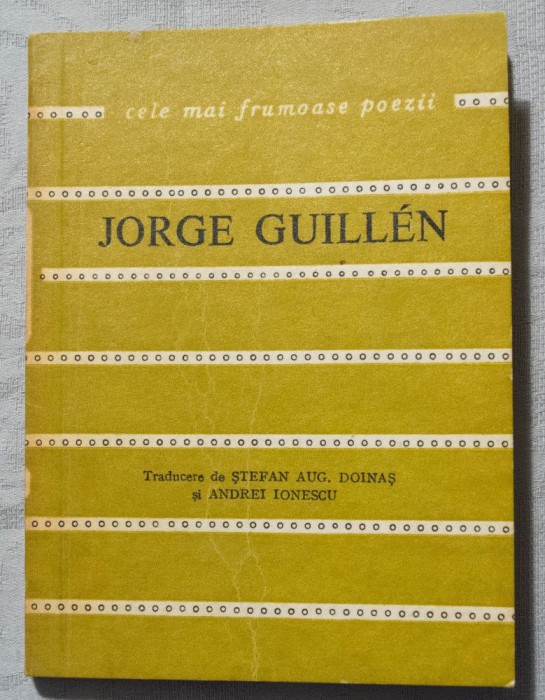 cele mai frumoase poezii
JORGE GUILLÉN
Traducere de ȘTEFAN AUG. DOINAȘ
și ANDREI IONESCU